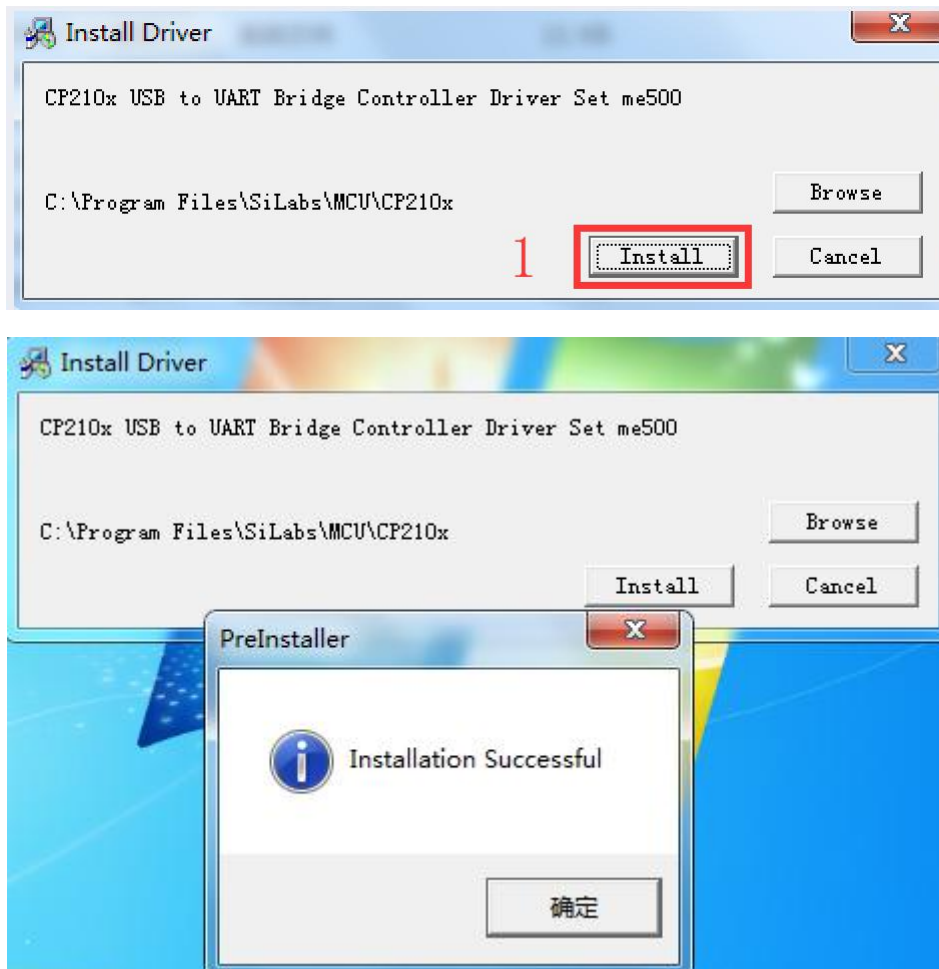 Install Driver
CP210x USB to UART Bridge Controller Driver Set me500
Browse
C:\Program Files\SiLabs\MCU\CP210x
1
Install
Cancel
Install Driver
CP210x USB to UART Bridge Controller Driver Set me500
Browse
C:\Program Files\SiLabs\MCU\CP210x
Install
Cancel
PreInstaller
Installation Successful
确定